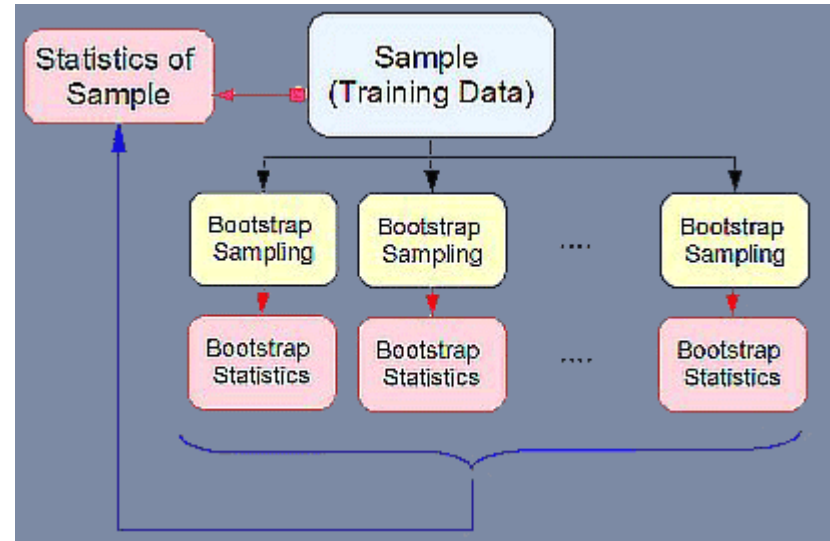 Statistics of
Sample
Sample
(Training Data)
Bootstrap
Sampling
Bootstrap
Sampling
....
Bootstrap
Sampling
Bootstrap
Statistics
Bootstrap
Statistics
....
Bootstrap
Statistics